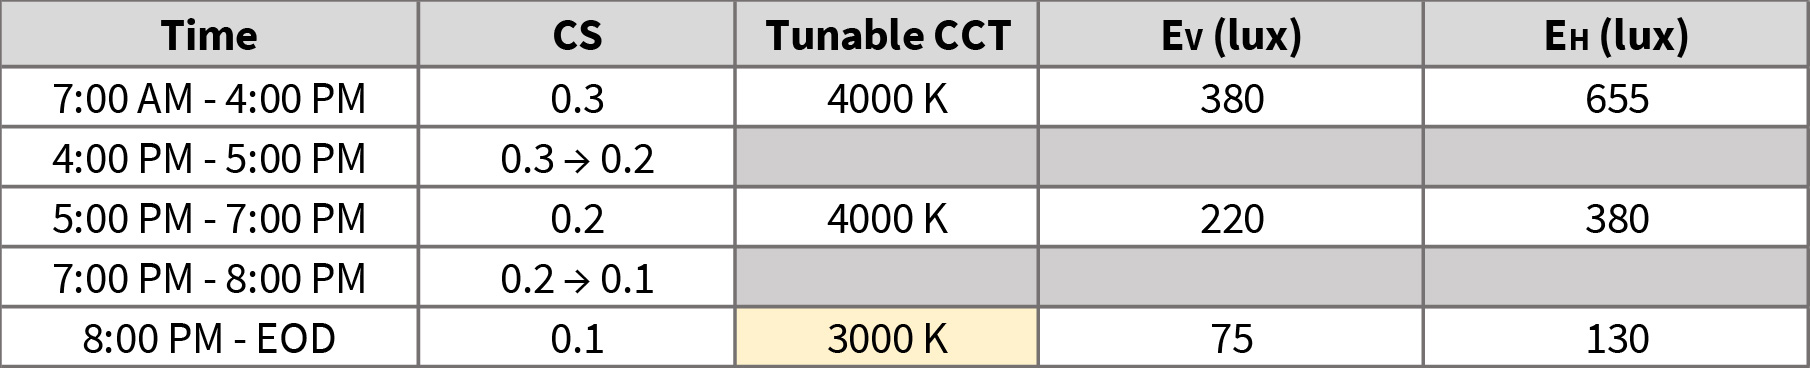 Time CS Tunable CCT EV (lux) EH (lux)
7:00 AM - 4:00 PM 0.3 4000 K 380 655
4:00 PM - 5:00 PM 0.3 → 0.2
5:00 PM - 7:00 PM 0.2 4000 K 220 380
7:00 PM - 8:00 PM 0.2 → 0.1
8:00 PM - EOD 0.1 3000 K 75 130